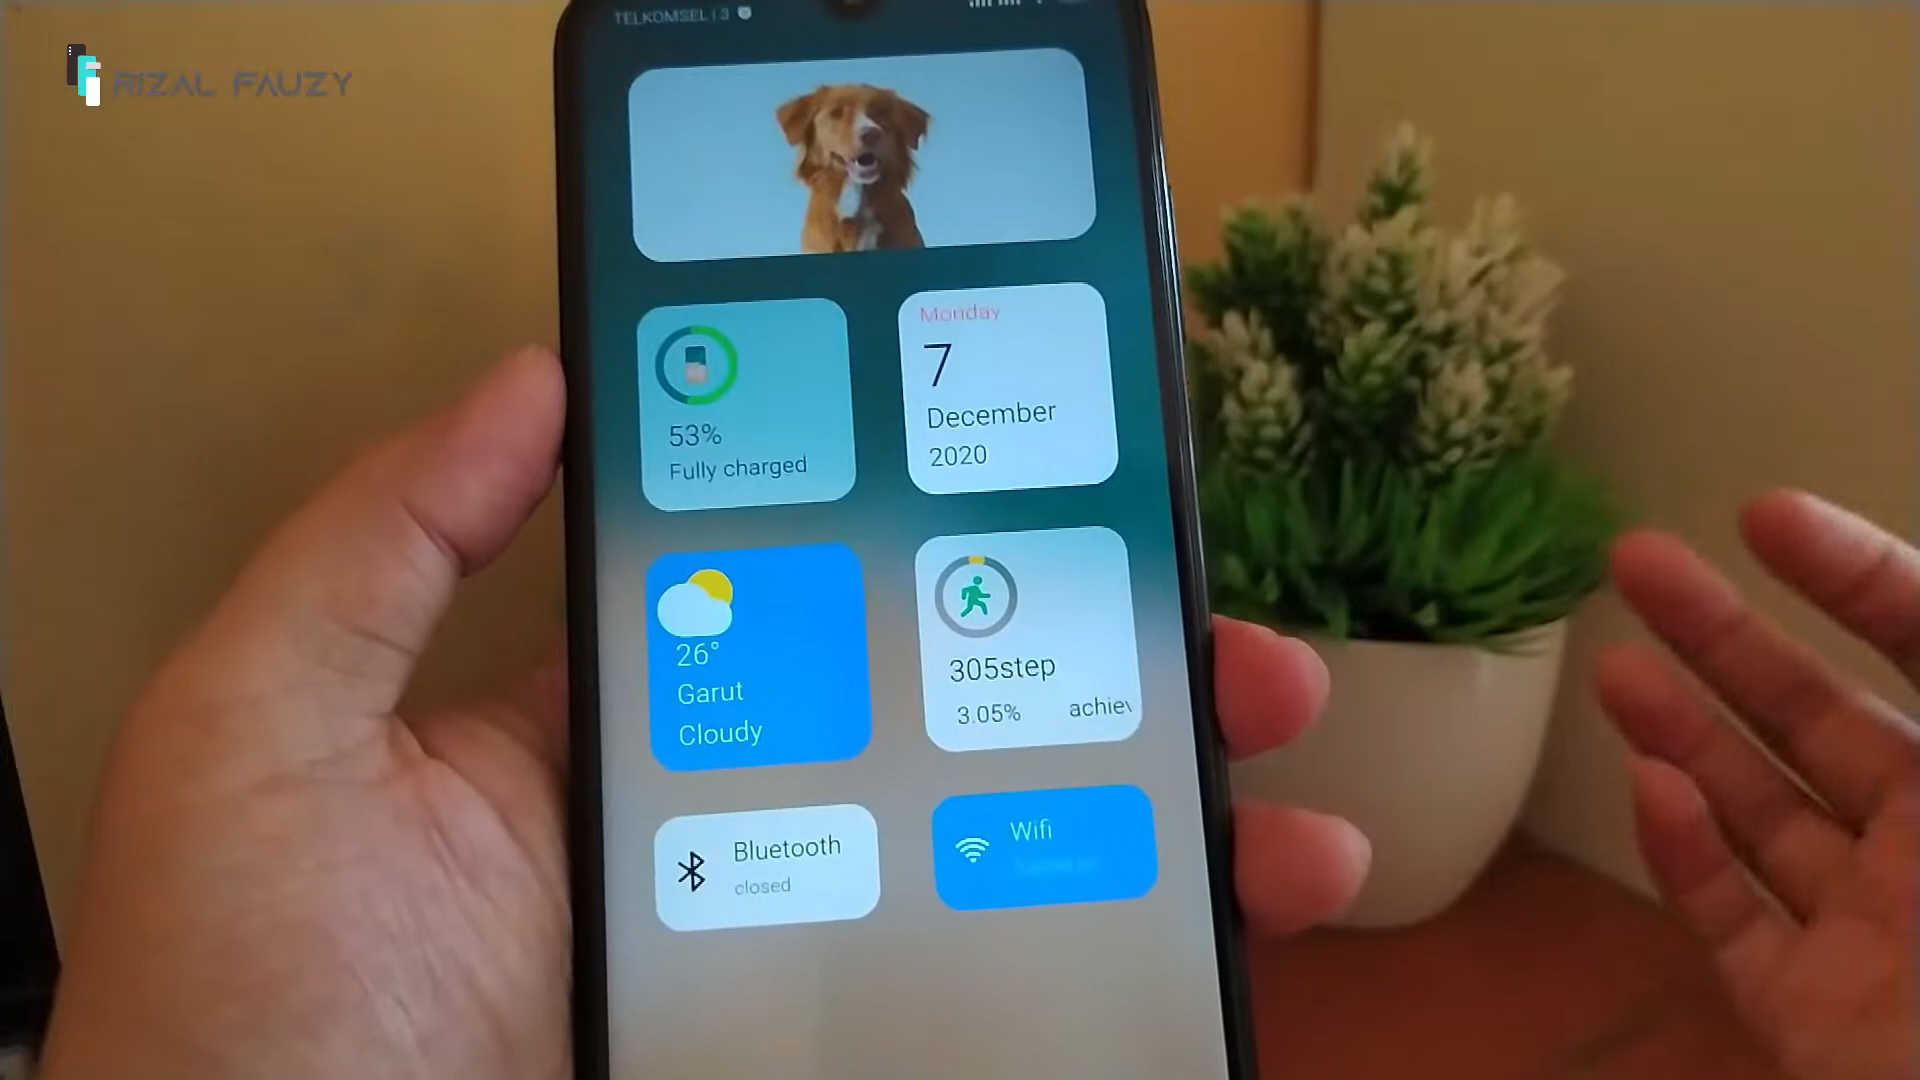 RIZAL FAUZY
TELKOMSEL | 3
53%
Fully charged
Monday
7
December
2020
26°
Garut
Cloudy
305step
3.05% achiev
Bluetooth
closed
Wifi